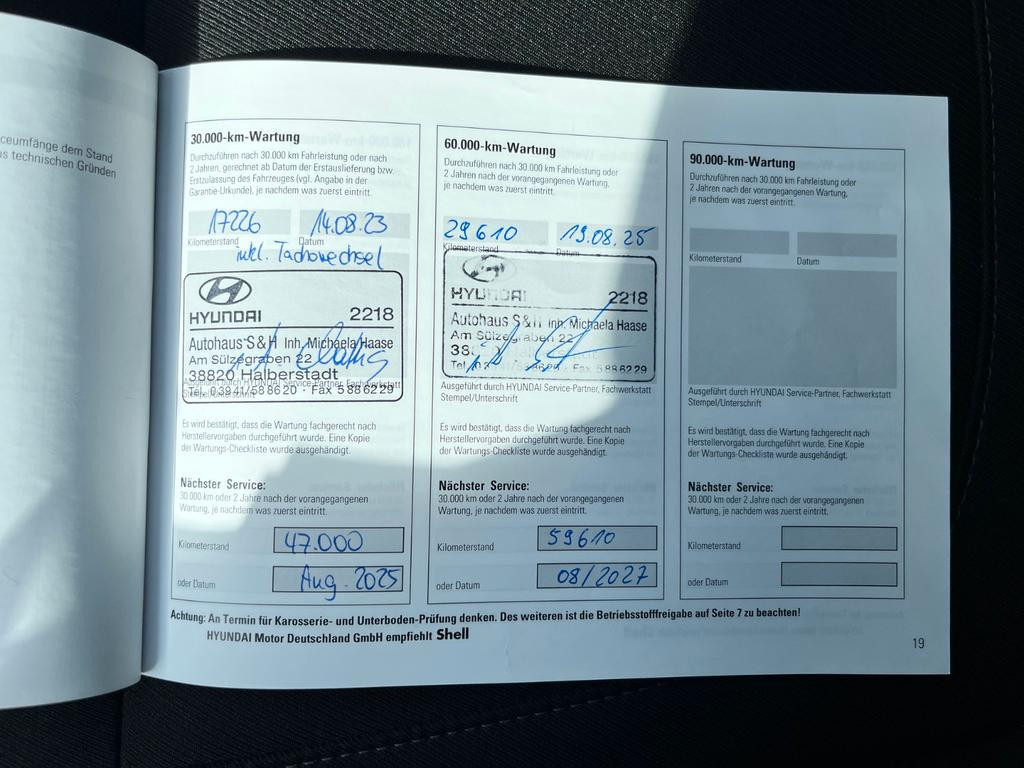 ceumfänge dem Stand
s technischen Gründen
30.000-km-Wartung
Durchzuführen nach 30.000 km Fahrleistung oder nach
2 Jahren, gerechnet ab Datum der Erstauslieferung bzw.
Erstzulassung des Fahrzeuges (vgl. Angabe in der
Garantie-Urkunde), je nachdem was zuerst eintritt.
17226 14.08.23
Kilometerstand Datum
inkl. Tachowechsel
HYUNDAI 2218
Autohaus S&H Inh. Michaela Haase
Am Sülzegraben 22
38820 Halberstadt
Ausgeführt durch HYUNDAI Service-Partner, Fachwerkstatt
Tel. 03941/588620 · Fax 5886229
Stempel/Unterschrift
Es wird bestätigt, dass die Wartung fachgerecht nach
Herstellervorgaben durchgeführt wurde. Eine Kopie
der Wartungs-Checkliste wurde ausgehändigt.
Nächster Service:
30.000 km oder 2 Jahre nach der vorangegangenen
Wartung, je nachdem was zuerst eintritt.
Kilometerstand 47.000
oder Datum Aug. 2025
60.000-km-Wartung
Durchzuführen nach 30.000 km Fahrleistung oder
2 Jahren nach der vorangegangenen Wartung,
je nachdem was zuerst eintritt.
29610 19.08.25
Kilometerstand Datum
HYUNDAI 2218
Autohaus S&H Inh. Michaela Haase
Am Sülzegraben 22
38 Halberstadt
Tel. Fax 5886229
Ausgeführt durch HYUNDAI Service-Partner, Fachwerkstatt
Stempel/Unterschrift
Es wird bestätigt, dass die Wartung fachgerecht nach
Herstellervorgaben durchgeführt wurde. Eine Kopie
der Wartungs-Checkliste wurde ausgehändigt.
Nächster Service:
30.000 km oder 2 Jahre nach der vorangegangenen
Wartung, je nachdem was zuerst eintritt.
Kilometerstand 59610
oder Datum 08/2027
90.000-km-Wartung
Durchzuführen nach 30.000 km Fahrleistung oder
2 Jahren nach der vorangegangenen Wartung,
je nachdem was zuerst eintritt.
Kilometerstand Datum
Ausgeführt durch HYUNDAI Service-Partner, Fachwerkstatt
Stempel/Unterschrift
Es wird bestätigt, dass die Wartung fachgerecht nach
Herstellervorgaben durchgeführt wurde. Eine Kopie
der Wartungs-Checkliste wurde ausgehändigt.
Nächster Service:
30.000 km oder 2 Jahre nach der vorangegangenen
Wartung, je nachdem was zuerst eintritt.
Kilometerstand
oder Datum
Achtung: An Termin für Karosserie- und Unterboden-Prüfung denken. Des weiteren ist die Betriebsstofffreigabe auf Seite 7 zu beachten!
HYUNDAI Motor Deutschland GmbH empfiehlt Shell
19